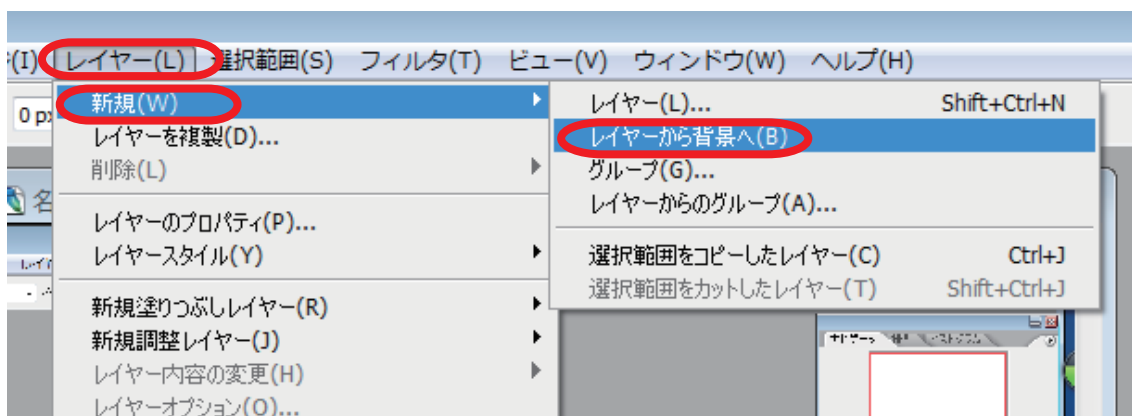 (I) レイヤー(L) 選択範囲(S) フィルタ(T) ビュー(V) ウィンドウ(W) ヘルプ(H)
0 px
新規(W)
レイヤーを複製(D)...
削除(L)
レイヤーのプロパティ(P)...
レイヤースタイル(Y)
新規塗りつぶしレイヤー(R)
新規調整レイヤー(J)
レイヤー内容の変更(H)
レイヤーオプション(O)...
レイヤー(L)... Shift+Ctrl+N
レイヤーから背景へ(B)
グループ(G)...
レイヤーからのグループ(A)...
選択範囲をコピーしたレイヤー(C) Ctrl+J
選択範囲をカットしたレイヤー(T) Shift+Ctrl+J
名